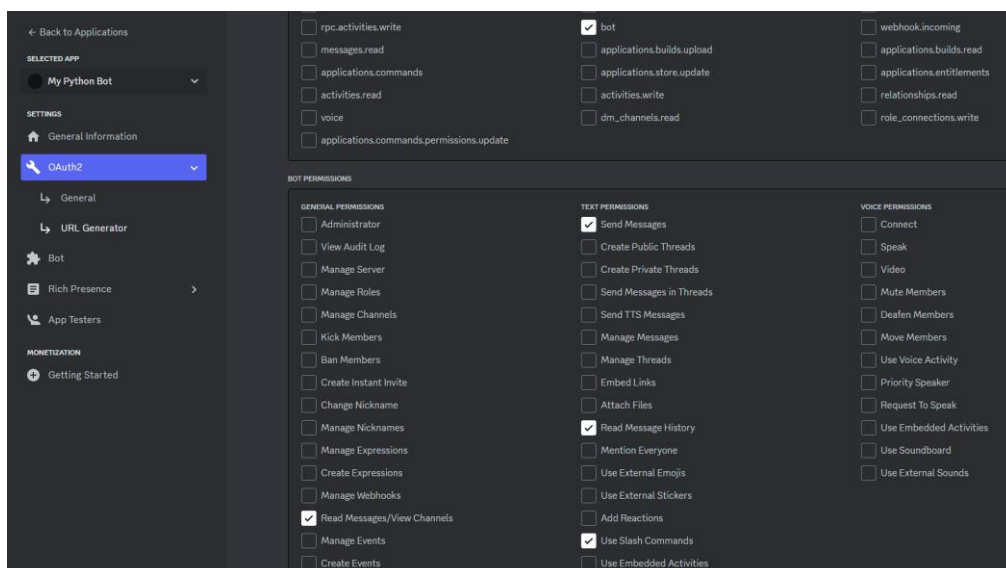 ← Back to Applications
SELECTED APP
My Python Bot
SETTINGS
General Information
OAuth2
General
URL Generator
Bot
Rich Presence
App Testers
MONETIZATION
Getting Started
rpc.activities.write
bot
webhook.incoming
messages.read
applications.builds.upload
applications.builds.read
applications.commands
applications.store.update
applications.entitlements
activities.read
activities.write
relationships.read
voice
dm_channels.read
role_connections.write
applications.commands.permissions.update
BOT PERMISSIONS
GENERAL PERMISSIONS
Administrator
View Audit Log
Manage Server
Manage Roles
Manage Channels
Kick Members
Ban Members
Create Instant Invite
Change Nickname
Manage Nicknames
Manage Expressions
Create Expressions
Manage Webhooks
Read Messages/View Channels
Manage Events
Create Events
TEXT PERMISSIONS
Send Messages
Create Public Threads
Create Private Threads
Send Messages in Threads
Send TTS Messages
Manage Messages
Manage Threads
Embed Links
Attach Files
Read Message History
Mention Everyone
Use External Emojis
Use External Stickers
Add Reactions
Use Slash Commands
Use Embedded Activities
VOICE PERMISSIONS
Connect
Speak
Video
Mute Members
Deafen Members
Move Members
Use Voice Activity
Priority Speaker
Request To Speak
Use Embedded Activities
Use Soundboard
Use External Sounds